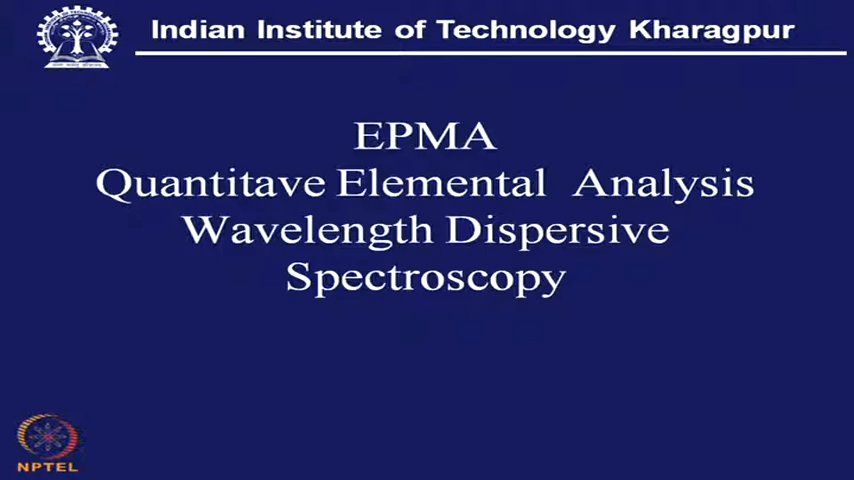 Indian Institute of Technology Kharagpur
EPMA
Quantitave Elemental Analysis
Wavelength Dispersive
Spectroscopy
NPTEL